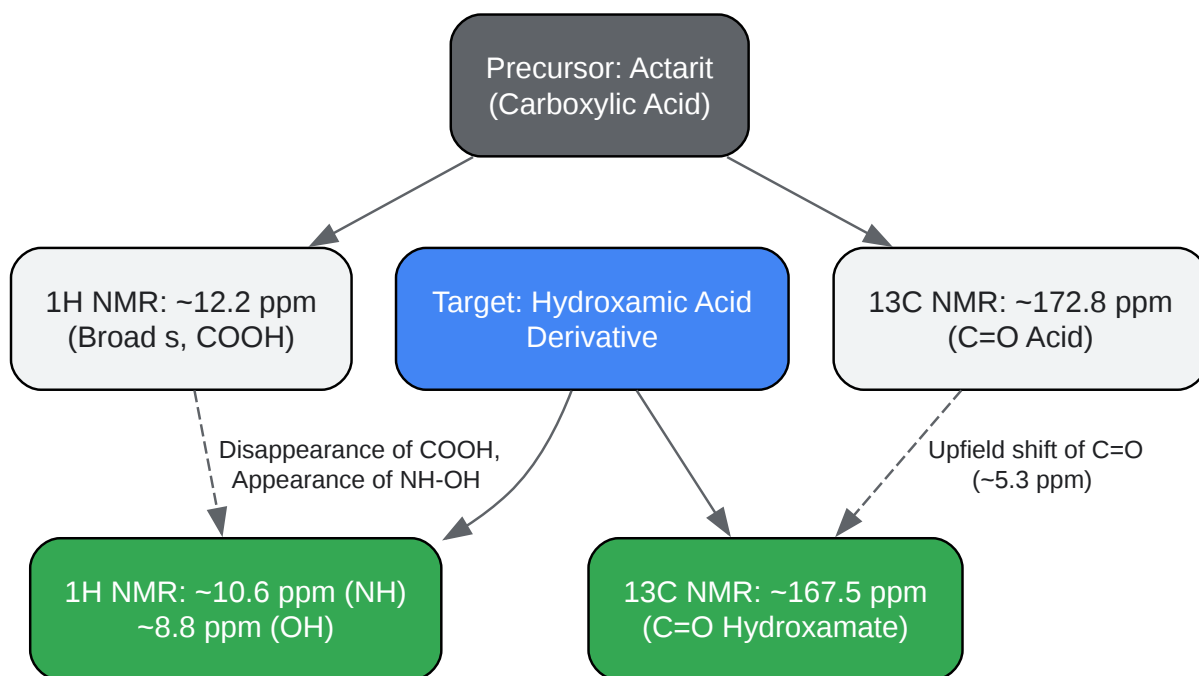 Precursor: Actarit
(Carboxylic Acid)
1H NMR: ~12.2 ppm
(Broad s, COOH)
Target: Hydroxamic Acid
Derivative
13C NMR: ~172.8 ppm
(C=O Acid)
Disappearance of COOH,
Appearance of NH-OH
Upfield shift of C=O
(~5.3 ppm)
1H NMR: ~10.6 ppm (NH)
~8.8 ppm (OH)
13C NMR: ~167.5 ppm
(C=O Hydroxamate)